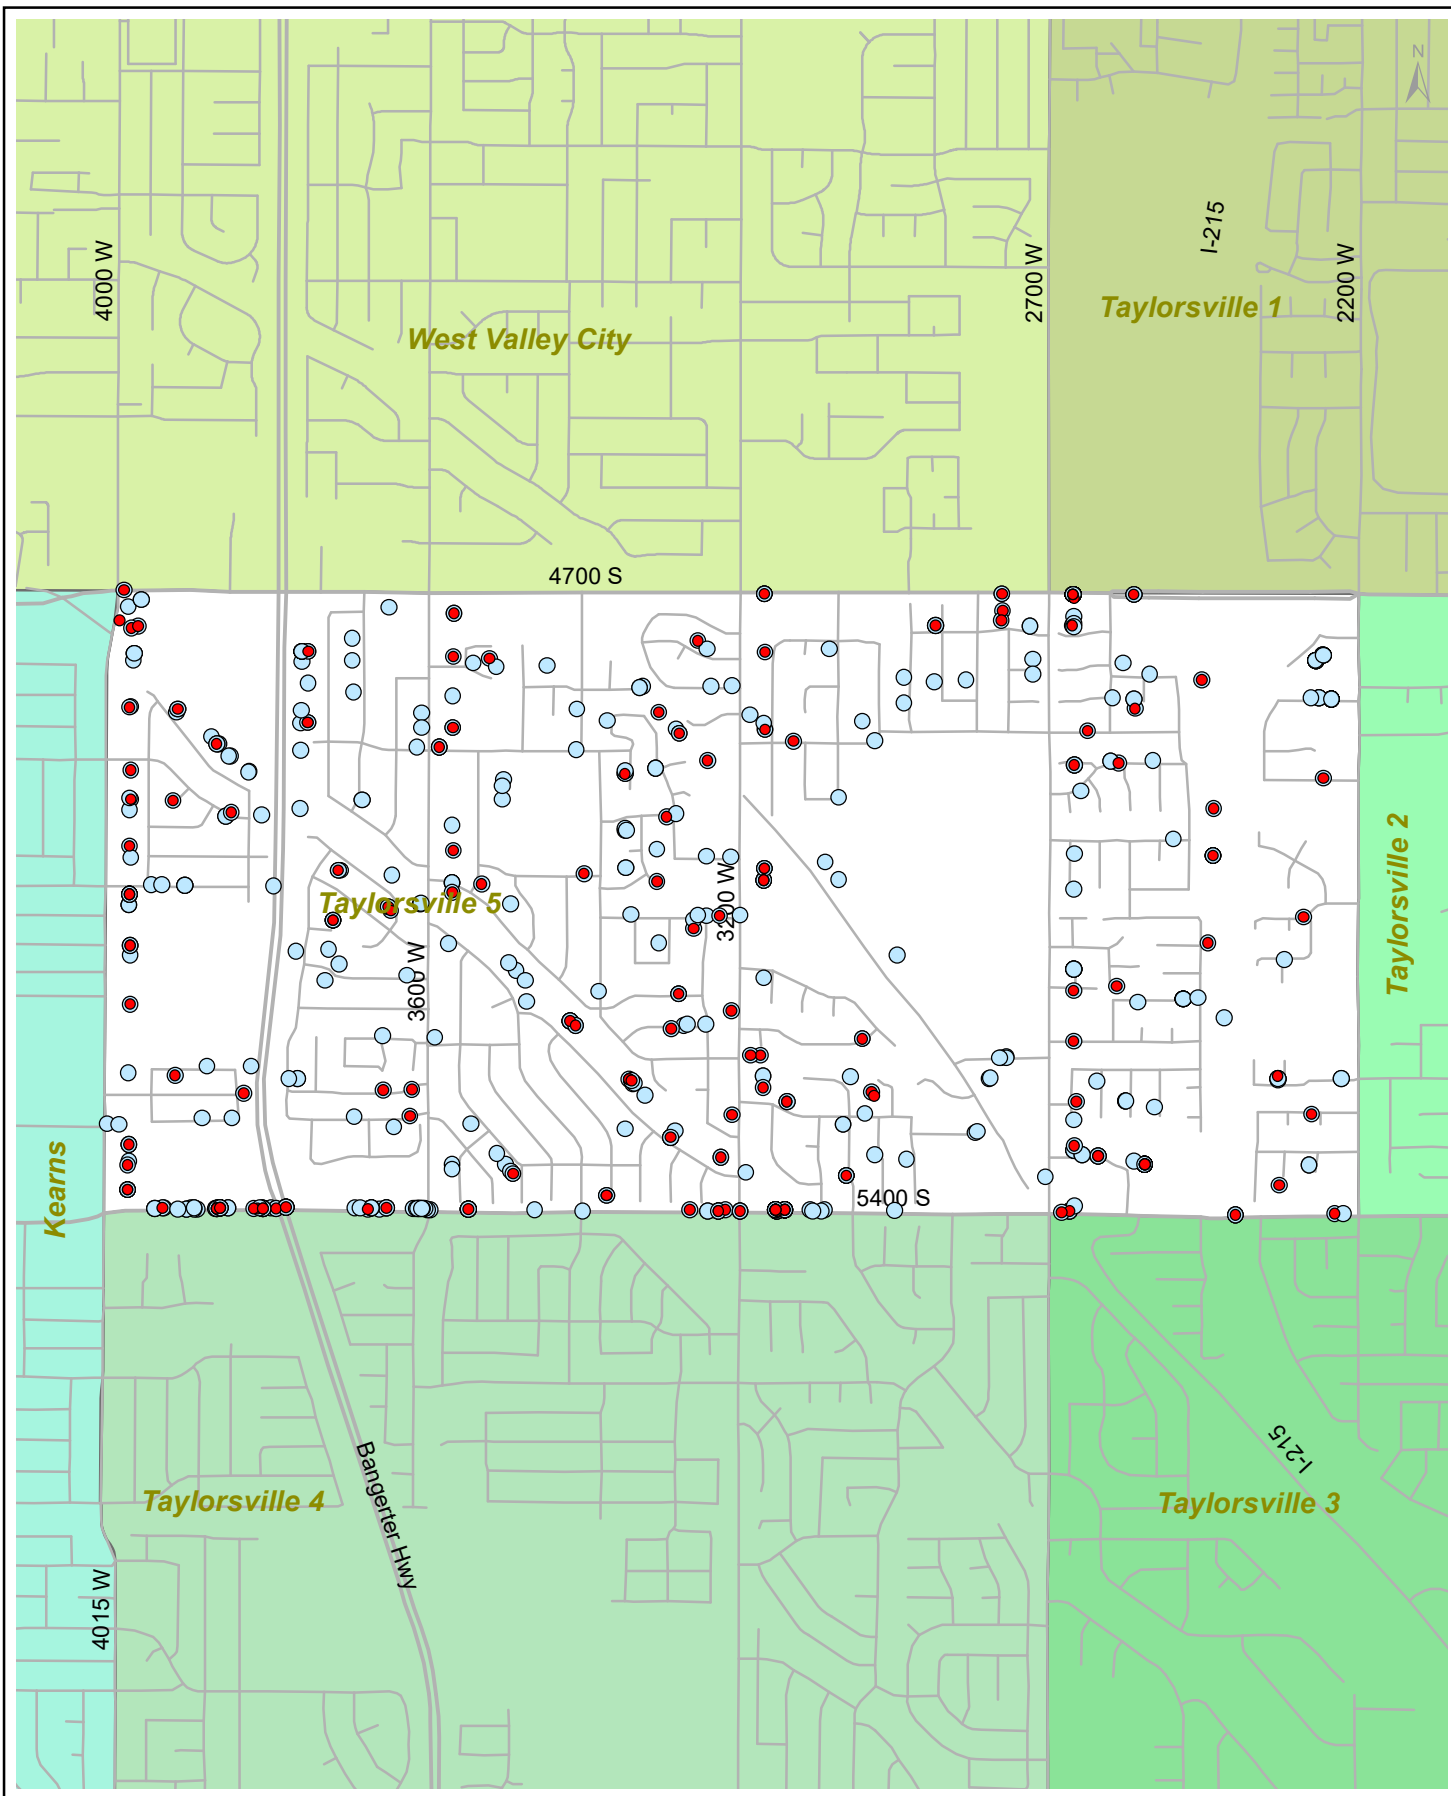 N
I-215
4000 W
2700 W
2200 W
Taylorsville 1
West Valley City
4700 S
Taylorsville 2
Taylorsville 5
3200 W
3600 W
Kearns
5400 S
I-215
Bangerter Hwy
Taylorsville 4
Taylorsville 3
4015 W